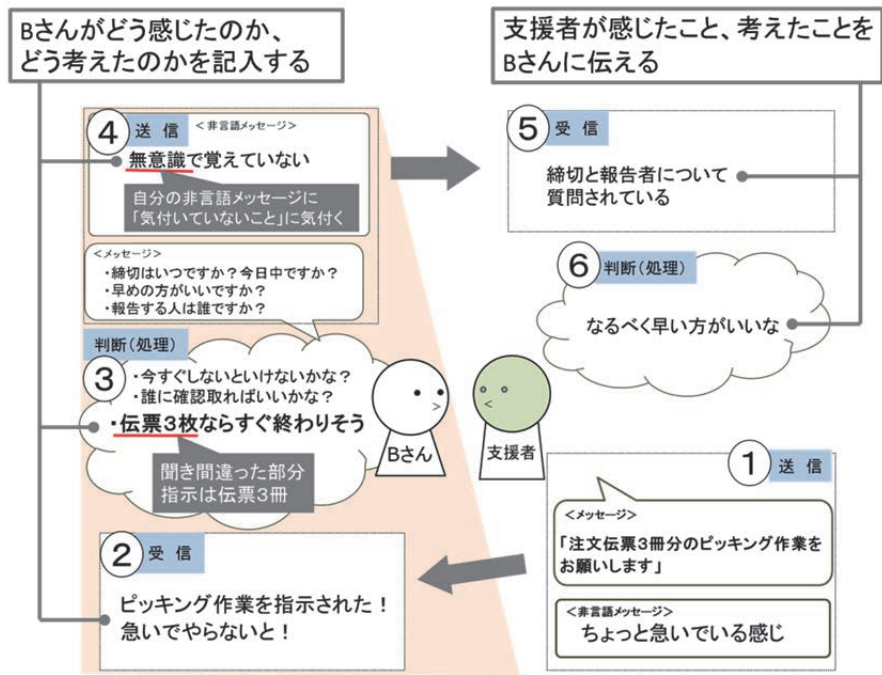 Bさんがどう感じたのか、
どう考えたのかを記入する
支援者が感じたこと、考えたことを
Bさんに伝える
④ 送 信 <非言語メッセージ>
無意識で覚えていない
自分の非言語メッセージに
「気付いていないこと」に気付く
<メッセージ>
・締切はいつですか？今日中ですか？
・早めの方がいいですか？
・報告する人は誰ですか？
⑤ 受 信
締切と報告者について
質問されている
⑥ 判断(処理)
なるべく早い方がいいな
判断(処理)
③ ・今すぐしないといけないかな？
・誰に確認取ればいいかな？
・伝票3枚ならすぐ終わりそう
聞き間違った部分
指示は伝票3冊
Bさん
支援者
① 送 信
<メッセージ>
「注文伝票3冊分のピッキング作業を
お願いします」
<非言語メッセージ>
ちょっと急いでいる感じ
② 受 信
ピッキング作業を指示された！
急いでやらないと！